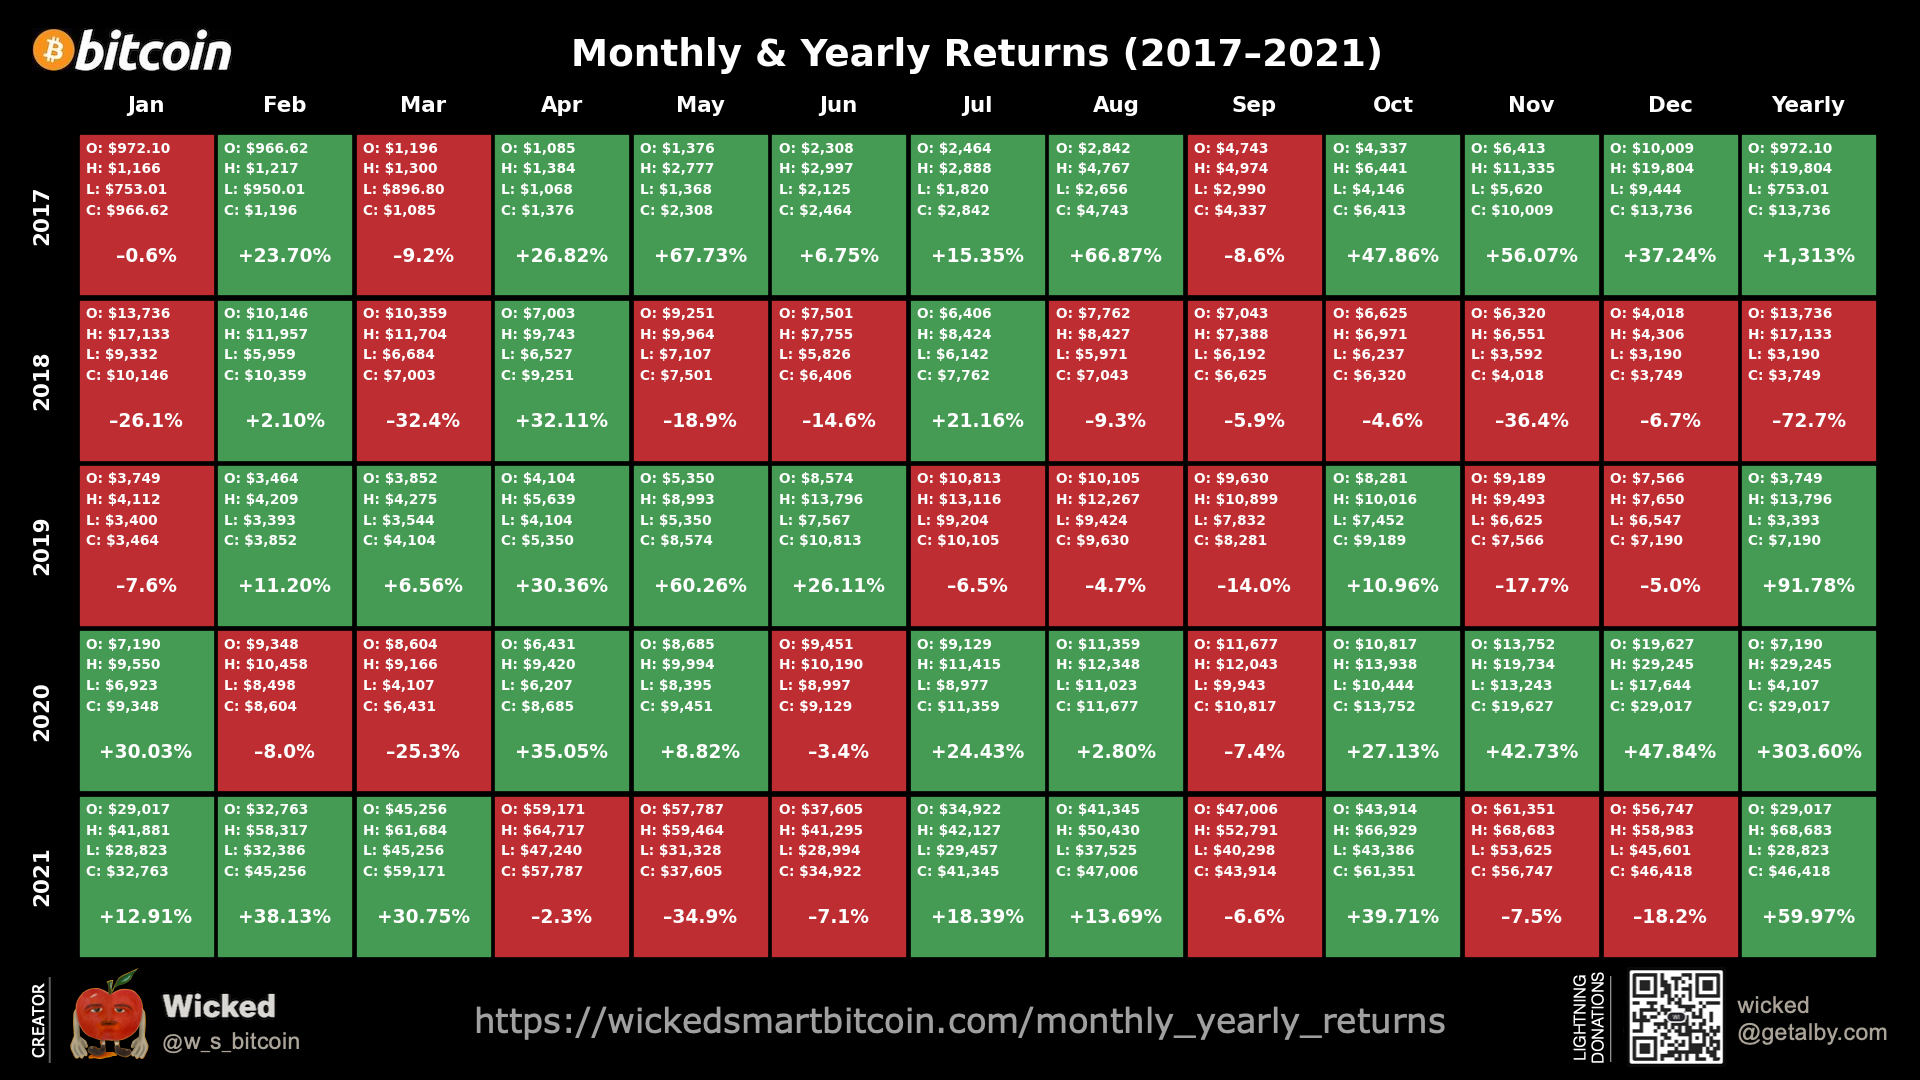 bitcoin
Monthly & Yearly Returns (2017–2021)
Jan Feb Mar Apr May Jun Jul Aug Sep Oct Nov Dec Yearly
2017
O: $972.10 O: $966.62 O: $1,196 O: $1,085 O: $1,376 O: $2,308 O: $2,464 O: $2,842 O: $4,743 O: $4,337 O: $6,413 O: $10,009 O: $972.10
H: $1,166 H: $1,217 H: $1,300 H: $1,384 H: $2,777 H: $2,997 H: $2,888 H: $4,767 H: $4,974 H: $6,441 H: $11,335 H: $19,804 H: $19,804
L: $753.01 L: $950.01 L: $896.80 L: $1,068 L: $1,368 L: $2,125 L: $1,820 L: $2,656 L: $2,990 L: $4,146 L: $5,620 L: $9,444 L: $753.01
C: $966.62 C: $1,196 C: $1,085 C: $1,376 C: $2,308 C: $2,464 C: $2,842 C: $4,743 C: $4,337 C: $6,413 C: $10,009 C: $13,736 C: $13,736
–0.6% +23.70% –9.2% +26.82% +67.73% +6.75% +15.35% +66.87% –8.6% +47.86% +56.07% +37.24% +1,313%
2018
O: $13,736 O: $10,146 O: $10,359 O: $7,003 O: $9,251 O: $7,501 O: $6,406 O: $7,762 O: $7,043 O: $6,625 O: $6,320 O: $4,018 O: $13,736
H: $17,133 H: $11,957 H: $11,704 H: $9,743 H: $9,964 H: $7,755 H: $8,424 H: $8,427 H: $7,388 H: $6,971 H: $6,551 H: $4,306 H: $17,133
L: $9,332 L: $5,959 L: $6,684 L: $6,527 L: $7,107 L: $5,826 L: $6,142 L: $5,971 L: $6,192 L: $6,237 L: $3,592 L: $3,190 L: $3,190
C: $10,146 C: $10,359 C: $7,003 C: $9,251 C: $7,501 C: $6,406 C: $7,762 C: $7,043 C: $6,625 C: $6,320 C: $4,018 C: $3,749 C: $3,749
–26.1% +2.10% –32.4% +32.11% –18.9% –14.6% +21.16% –9.3% –5.9% –4.6% –36.4% –6.7% –72.7%
2019
O: $3,749 O: $3,464 O: $3,852 O: $4,104 O: $5,350 O: $8,574 O: $10,813 O: $10,105 O: $9,630 O: $8,281 O: $9,189 O: $7,566 O: $3,749
H: $4,112 H: $4,209 H: $4,275 H: $5,639 H: $8,993 H: $13,796 H: $13,116 H: $12,267 H: $10,899 H: $10,016 H: $9,493 H: $7,650 H: $13,796
L: $3,400 L: $3,393 L: $3,544 L: $4,104 L: $5,350 L: $7,567 L: $9,204 L: $9,424 L: $7,832 L: $7,452 L: $6,625 L: $6,547 L: $3,393
C: $3,464 C: $3,852 C: $4,104 C: $5,350 C: $8,574 C: $10,813 C: $10,105 C: $9,630 C: $8,281 C: $9,189 C: $7,566 C: $7,190 C: $7,190
–7.6% +11.20% +6.56% +30.36% +60.26% +26.11% –6.5% –4.7% –14.0% +10.96% –17.7% –5.0% +91.78%
2020
O: $7,190 O: $9,348 O: $8,604 O: $6,431 O: $8,685 O: $9,451 O: $9,129 O: $11,359 O: $11,677 O: $10,817 O: $13,752 O: $19,627 O: $7,190
H: $9,550 H: $10,458 H: $9,166 H: $9,420 H: $9,994 H: $10,190 H: $11,415 H: $12,348 H: $12,043 H: $13,938 H: $19,734 H: $29,245 H: $29,245
L: $6,923 L: $8,498 L: $4,107 L: $6,207 L: $8,395 L: $8,997 L: $8,977 L: $11,023 L: $9,943 L: $10,444 L: $13,243 L: $17,644 L: $4,107
C: $9,348 C: $8,604 C: $6,431 C: $8,685 C: $9,451 C: $9,129 C: $11,359 C: $11,677 C: $10,817 C: $13,752 C: $19,627 C: $29,017 C: $29,017
+30.03% –8.0% –25.3% +35.05% +8.82% –3.4% +24.43% +2.80% –7.4% +27.13% +42.73% +47.84% +303.60%
2021
O: $29,017 O: $32,763 O: $45,256 O: $59,171 O: $57,787 O: $37,605 O: $34,922 O: $41,345 O: $47,006 O: $43,914 O: $61,351 O: $56,747 O: $29,017
H: $41,881 H: $58,317 H: $61,684 H: $64,717 H: $59,464 H: $41,295 H: $42,127 H: $50,430 H: $52,791 H: $66,929 H: $68,683 H: $58,983 H: $68,683
L: $28,823 L: $32,386 L: $45,256 L: $47,240 L: $31,328 L: $28,994 L: $29,457 L: $37,525 L: $40,298 L: $43,386 L: $53,625 L: $45,601 L: $28,823
C: $32,763 C: $45,256 C: $59,171 C: $57,787 C: $37,605 C: $34,922 C: $41,345 C: $47,006 C: $43,914 C: $61,351 C: $56,747 C: $46,418 C: $46,418
+12.91% +38.13% +30.75% –2.3% –34.9% –7.1% +18.39% +13.69% –6.6% +39.71% –7.5% –18.2% +59.97%
CREATOR
Wicked
@w_s_bitcoin
https://wickedsmartbitcoin.com/monthly_yearly_returns
LIGHTNING
DONATIONS
wicked
@getalby.com